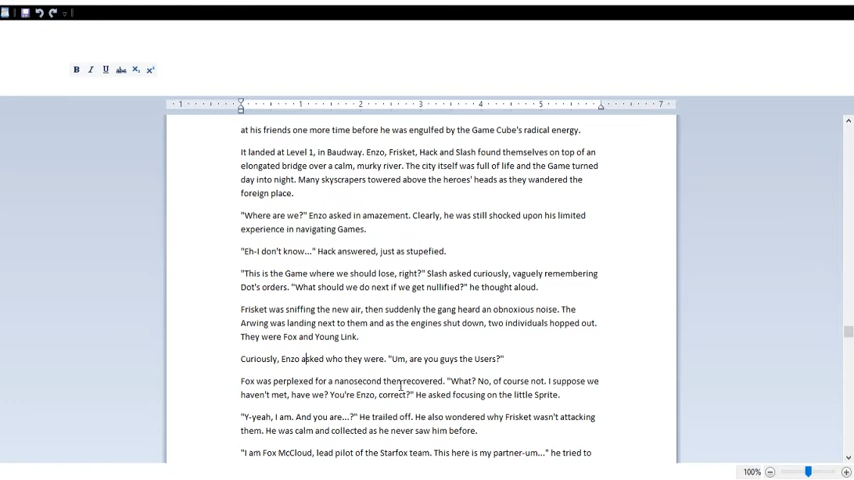 B I U abc X₁ X²
1 1 2 3 4 5 7
at his friends one more time before he was engulfed by the Game Cube's radical energy.
It landed at Level 1, in Baudway. Enzo, Frisket, Hack and Slash found themselves on top of an
elongated bridge over a calm, murky river. The city itself was full of life and the Game turned
day into night. Many skyscrapers towered above the heroes' heads as they wandered the
foreign place.
"Where are we?" Enzo asked in amazement. Clearly, he was still shocked upon his limited
experience in navigating Games.
"Eh-I don't know..." Hack answered, just as stupefied.
"This is the Game where we should lose, right?" Slash asked curiously, vaguely remembering
Dot's orders. "What should we do next if we get nullified?" he thought aloud.
Frisket was sniffing the new air, then suddenly the gang heard an obnoxious noise. The
Arwing was landing next to them and as the engines shut down, two individuals hopped out.
They were Fox and Young Link.
Curiously, Enzo asked who they were. "Um, are you guys the Users?"
Fox was perplexed for a nanosecond then recovered. "What? No, of course not. I suppose we
haven't met, have we? You're Enzo, correct?" He asked focusing on the little Sprite.
"Y-yeah, I am. And you are...?" He trailed off. He also wondered why Frisket wasn't attacking
them. He was calm and collected as he never saw him before.
"I am Fox McCloud, lead pilot of the Starfox team. This here is my partner-um..." he tried to
100%